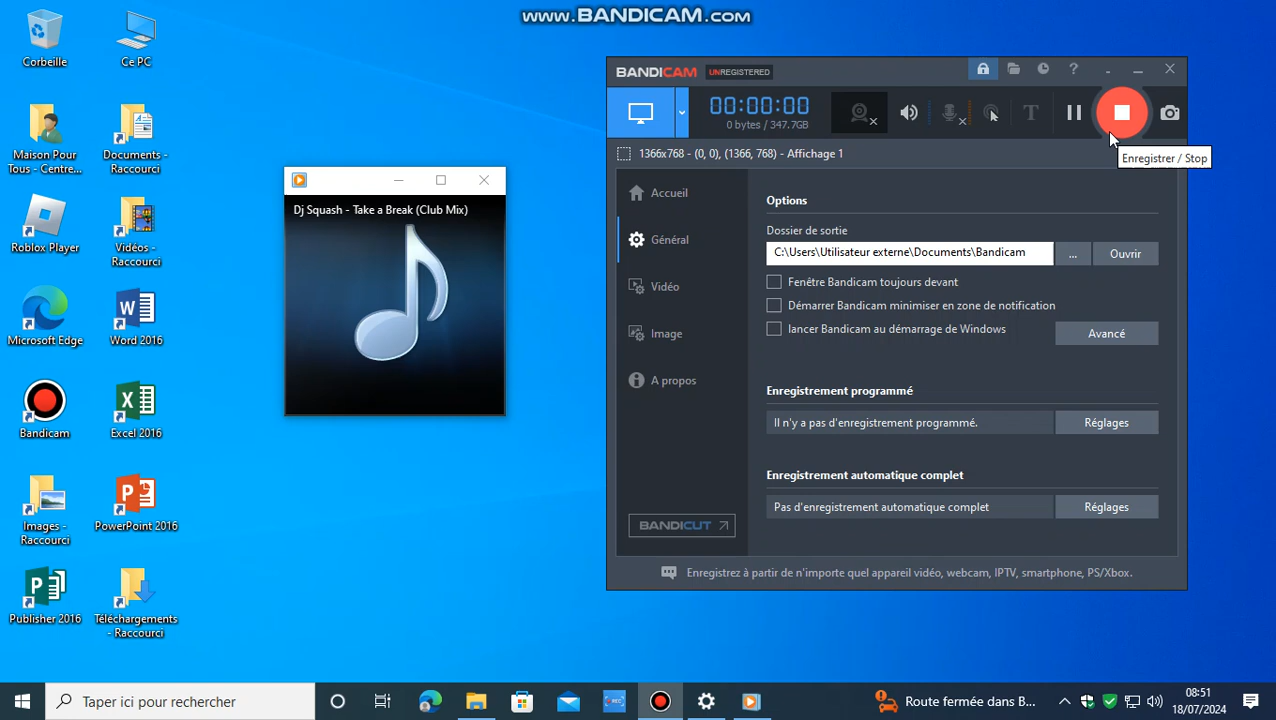 www.BANDICAM.com
Corbeille
Ce PC
Maison Pour
Tous - Centre...
Documents -
Raccourci
Roblox Player
Vidéos -
Raccourci
Microsoft Edge
Word 2016
Bandicam
Excel 2016
Images -
Raccourci
PowerPoint 2016
Publisher 2016
Téléchargements
- Raccourci
Dj Squash - Take a Break (Club Mix)
BANDICAM UNREGISTERED
?
00:00:00
0 bytes / 347.7GB
T
Enregistrer / Stop
1366x768 - (0, 0), (1366, 768) - Affichage 1
Accueil
Général
Vidéo
Image
A propos
BANDICUT
Options
Dossier de sortie
C:\Users\Utilisateur externe\Documents\Bandicam
...
Ouvrir
Fenêtre Bandicam toujours devant
Démarrer Bandicam minimiser en zone de notification
lancer Bandicam au démarrage de Windows
Avancé
Enregistrement programmé
Il n'y a pas d'enregistrement programmé.
Réglages
Enregistrement automatique complet
Pas d'enregistrement automatique complet
Réglages
Enregistrez à partir de n'importe quel appareil vidéo, webcam, IPTV, smartphone, PS/Xbox.
Taper ici pour rechercher
REC
Route fermée dans B...
08:51
18/07/2024